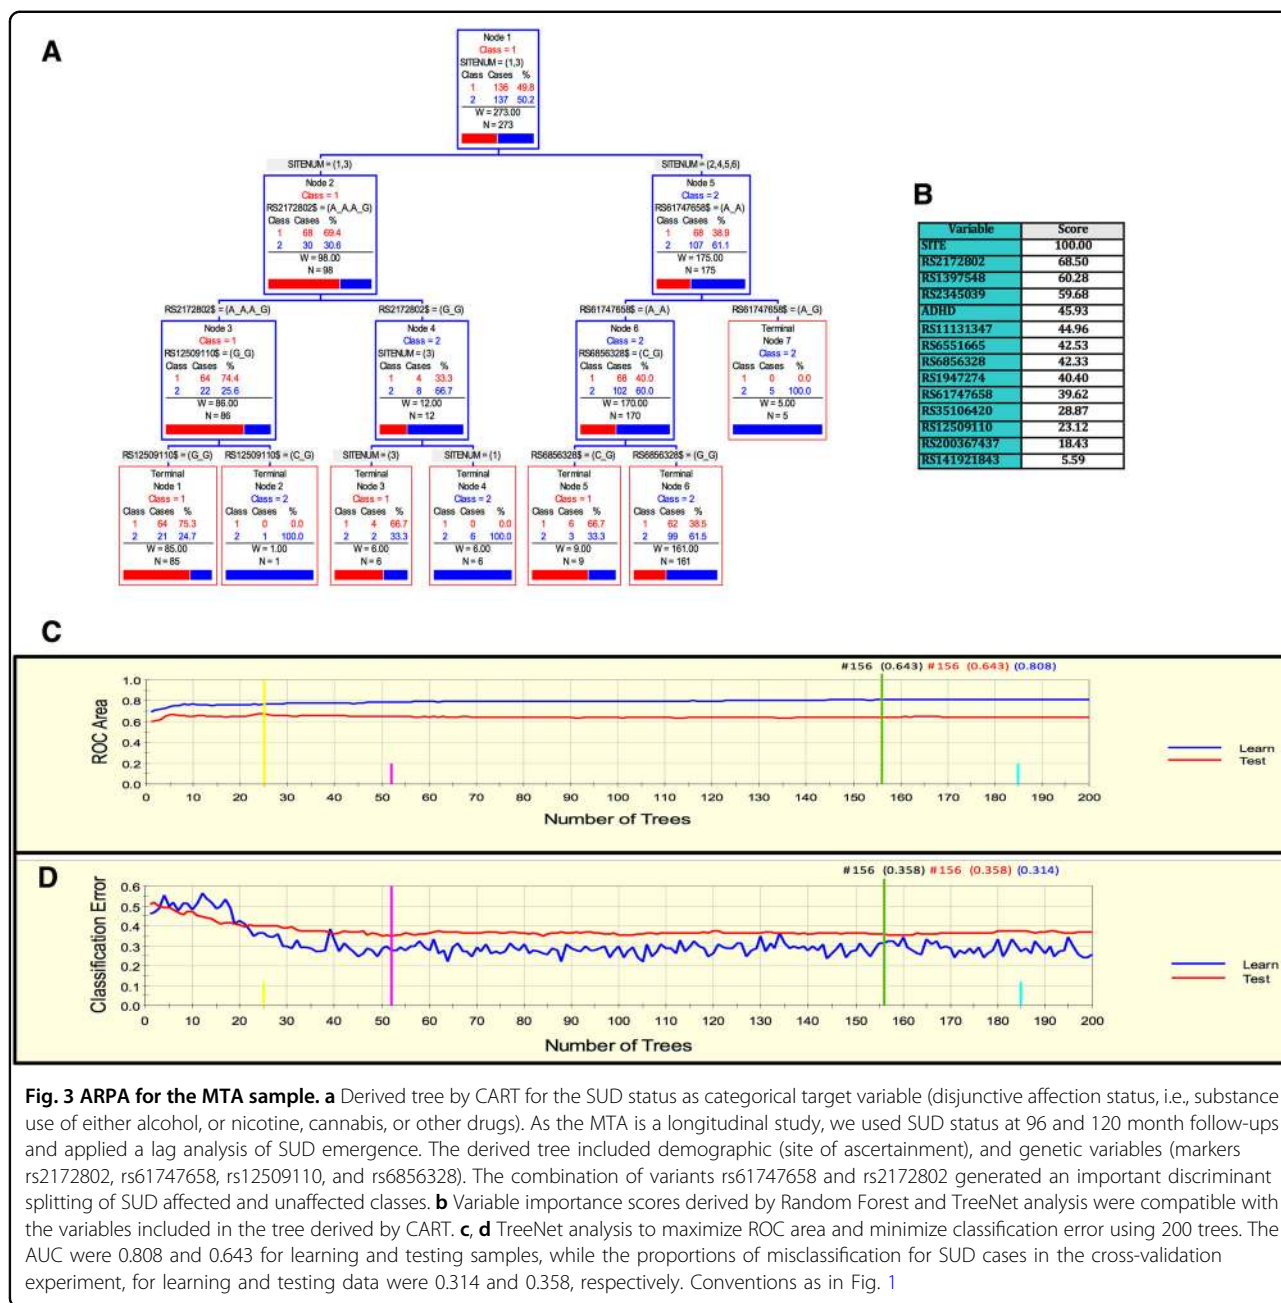 A
Node 1
Class = 1
SITENUM = (1,3)
Class Cases %
1 136 49.8
2 137 50.2
W = 273.00
N = 273
SITENUM = (1,3)
SITENUM = (2,4,5,6)
Node 2
Class = 1
RS2172802$ = (A_A,A_G)
Class Cases %
1 68 69.4
2 30 30.6
W = 98.00
N = 98
Node 5
Class = 2
RS61747658$ = (A_A)
Class Cases %
1 68 38.9
2 107 61.1
W = 175.00
N = 175
RS2172802$ = (A_A,A_G)
RS2172802$ = (G_G)
RS61747658$ = (A_A)
RS61747658$ = (A_G)
Node 3
Class = 1
RS12509110$ = (G_G)
Class Cases %
1 64 74.4
2 22 25.6
W = 86.00
N = 86
Node 4
Class = 2
SITENUM = (3)
Class Cases %
1 4 33.3
2 8 66.7
W = 12.00
N = 12
Node 6
Class = 2
RS6856328$ = (C_G)
Class Cases %
1 68 40.0
2 102 60.0
W = 170.00
N = 170
Terminal
Node 7
Class = 2
Class Cases %
1 0 0.0
2 5 100.0
W = 5.00
N = 5
RS12509110$ = (G_G)
RS12509110$ = (C_G)
SITENUM = (3)
SITENUM = (1)
RS6856328$ = (C_G)
RS6856328$ = (G_G)
Terminal
Node 1
Class = 1
Class Cases %
1 64 75.3
2 21 24.7
W = 85.00
N = 85
Terminal
Node 2
Class = 2
Class Cases %
1 0 0.0
2 1 100.0
W = 1.00
N = 1
Terminal
Node 3
Class = 1
Class Cases %
1 4 66.7
2 2 33.3
W = 6.00
N = 6
Terminal
Node 4
Class = 2
Class Cases %
1 0 0.0
2 6 100.0
W = 6.00
N = 6
Terminal
Node 5
Class = 1
Class Cases %
1 6 66.7
2 3 33.3
W = 9.00
N = 9
Terminal
Node 6
Class = 2
Class Cases %
1 62 38.5
2 99 61.5
W = 161.00
N = 161
B
Variable Score
SITE 100.00
RS2172802 68.50
RS1397548 60.28
RS2345039 59.68
ADHD 45.93
RS11131347 44.96
RS6551665 42.53
RS6856328 42.33
RS1947274 40.40
RS61747658 39.62
RS35106420 28.87
RS12509110 23.12
RS200367437 18.43
RS141921843 5.59
C
#156 (0.643) #156 (0.643) (0.808)
ROC Area
1.0
0.8
0.6
0.4
0.2
0.0
0 10 20 30 40 50 60 70 80 90 100 110 120 130 140 150 160 170 180 190 200
Number of Trees
Learn
Test
D
#156 (0.358) #156 (0.358) (0.314)
Classification Error
0.6
0.5
0.4
0.3
0.2
0.1
0.0
0 10 20 30 40 50 60 70 80 90 100 110 120 130 140 150 160 170 180 190 200
Number of Trees
Learn
Test
Fig. 3 ARPA for the MTA sample. a Derived tree by CART for the SUD status as categorical target variable (disjunctive affection status, i.e., substance
use of either alcohol, or nicotine, cannabis, or other drugs). As the MTA is a longitudinal study, we used SUD status at 96 and 120 month follow-ups
and applied a lag analysis of SUD emergence. The derived tree included demographic (site of ascertainment), and genetic variables (markers
rs2172802, rs61747658, rs12509110, and rs6856328). The combination of variants rs61747658 and rs2172802 generated an important discriminant
splitting of SUD affected and unaffected classes. b Variable importance scores derived by Random Forest and TreeNet analysis were compatible with
the variables included in the tree derived by CART. c, d TreeNet analysis to maximize ROC area and minimize classification error using 200 trees. The
AUC were 0.808 and 0.643 for learning and testing samples, while the proportions of misclassification for SUD cases in the cross-validation
experiment, for learning and testing data were 0.314 and 0.358, respectively. Conventions as in Fig. 1